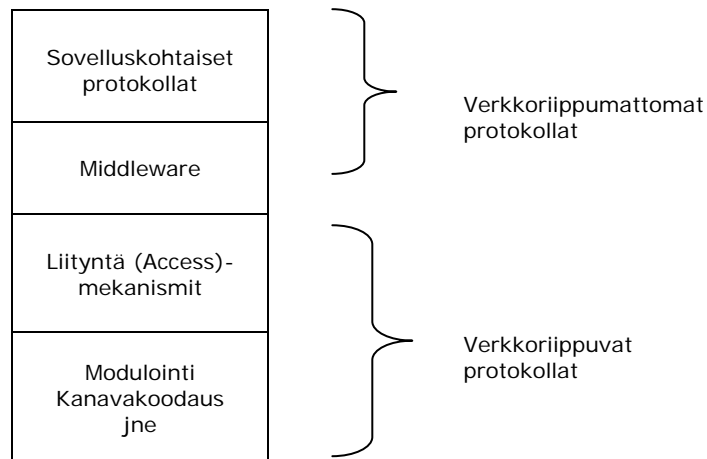 Sovelluskohtaiset
protokollat
Verkkoriippumattomat
protokollat
Middleware
Liityntä (Access)-
mekanismit
Verkkoriippuvat
protokollat
Modulointi
Kanavakoodaus
jne